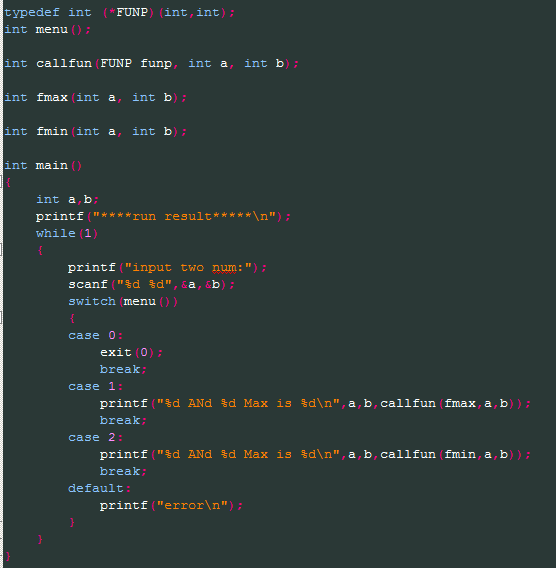 typedef int (*FUNP)(int,int);
int menu();
int callfun(FUNP funp, int a, int b);
int fmax(int a, int b);
int fmin(int a, int b);
int main()
{
int a,b;
printf("****run result*****\n");
while(1)
{
printf("input two num:");
scanf("%d %d",&a,&b);
switch(menu())
{
case 0:
exit(0);
break;
case 1:
printf("%d ANd %d Max is %d\n",a,b,callfun(fmax,a,b));
break;
case 2:
printf("%d ANd %d Max is %d\n",a,b,callfun(fmin,a,b));
break;
default:
printf("error\n");
}
}
}